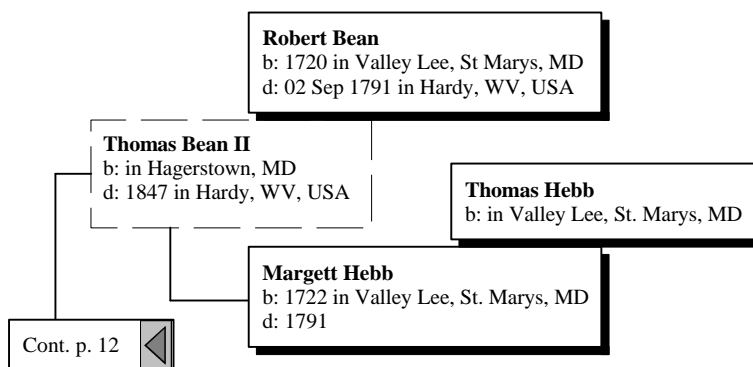 Robert Bean
b: 1720 in Valley Lee, St Marys, MD
d: 02 Sep 1791 in Hardy, WV, USA
Thomas Bean II
b: in Hagerstown, MD
d: 1847 in Hardy, WV, USA
Thomas Hebb
b: in Valley Lee, St. Marys, MD
Margett Hebb
b: 1722 in Valley Lee, St. Marys, MD
d: 1791
Cont. p. 12